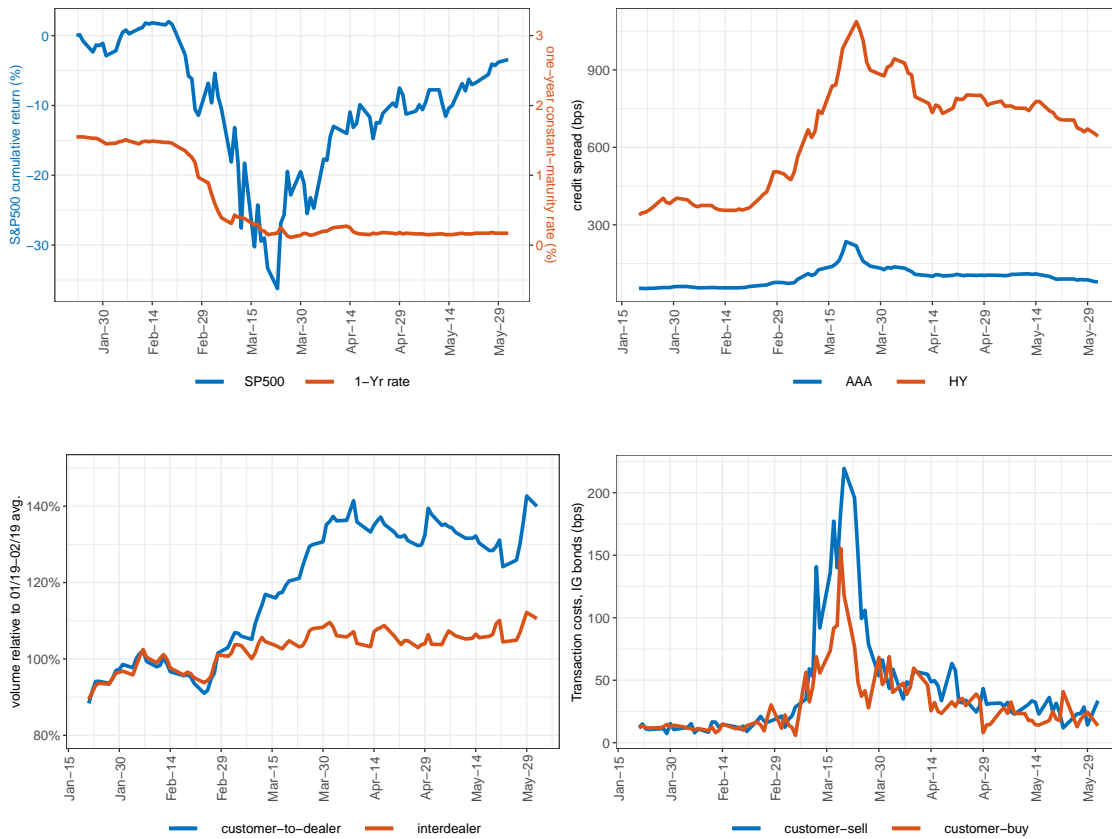 S&P500 cumulative return (%)
0
−10
−20
−30
3
2
1
0
one−year constant−maturity rate (%)
Jan−30
Feb−14
Feb−29
Mar−15
Mar−30
Apr−14
Apr−29
May−14
May−29
SP500
1−Yr rate
credit spread (bps)
900
600
300
Jan−15
Jan−30
Feb−14
Feb−29
Mar−15
Mar−30
Apr−14
Apr−29
May−14
May−29
AAA
HY
volume relative to 01/19−02/19 avg.
140%
120%
100%
80%
Jan−15
Jan−30
Feb−14
Feb−29
Mar−15
Mar−30
Apr−14
Apr−29
May−14
May−29
customer−to−dealer
interdealer
Transaction costs, IG bonds (bps)
200
150
100
50
0
Jan−15
Jan−30
Feb−14
Feb−29
Mar−15
Mar−30
Apr−14
Apr−29
May−14
May−29
customer−sell
customer−buy